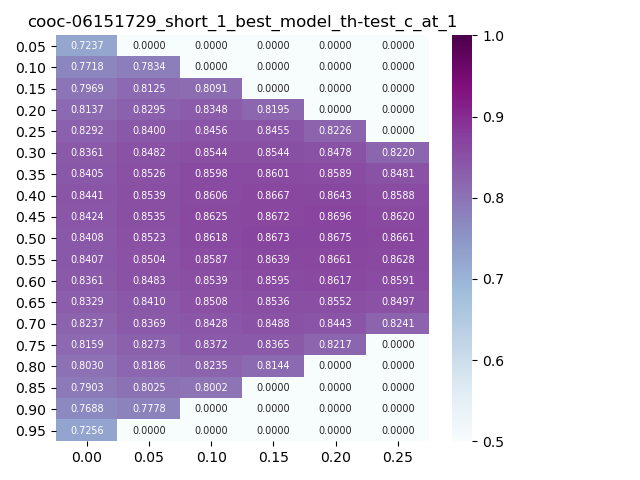 cooc-06151729_short_1_best_model_th-test_c_at_1
0.05 0.7237 0.0000 0.0000 0.0000 0.0000 0.0000
0.10 0.7718 0.7834 0.0000 0.0000 0.0000 0.0000
0.15 0.7969 0.8125 0.8091 0.0000 0.0000 0.0000
0.20 0.8137 0.8295 0.8348 0.8195 0.0000 0.0000
0.25 0.8292 0.8400 0.8456 0.8455 0.8226 0.0000
0.30 0.8361 0.8482 0.8544 0.8544 0.8478 0.8220
0.35 0.8405 0.8526 0.8598 0.8601 0.8589 0.8481
0.40 0.8441 0.8539 0.8606 0.8667 0.8643 0.8588
0.45 0.8424 0.8535 0.8625 0.8672 0.8696 0.8620
0.50 0.8408 0.8523 0.8618 0.8673 0.8675 0.8661
0.55 0.8407 0.8504 0.8587 0.8639 0.8661 0.8628
0.60 0.8361 0.8483 0.8539 0.8595 0.8617 0.8591
0.65 0.8329 0.8410 0.8508 0.8536 0.8552 0.8497
0.70 0.8237 0.8369 0.8428 0.8488 0.8443 0.8241
0.75 0.8159 0.8273 0.8372 0.8365 0.8217 0.0000
0.80 0.8030 0.8186 0.8235 0.8144 0.0000 0.0000
0.85 0.7903 0.8025 0.8002 0.0000 0.0000 0.0000
0.90 0.7688 0.7778 0.0000 0.0000 0.0000 0.0000
0.95 0.7256 0.0000 0.0000 0.0000 0.0000 0.0000
0.00 0.05 0.10 0.15 0.20 0.25
1.0
0.9
0.8
0.7
0.6
0.5